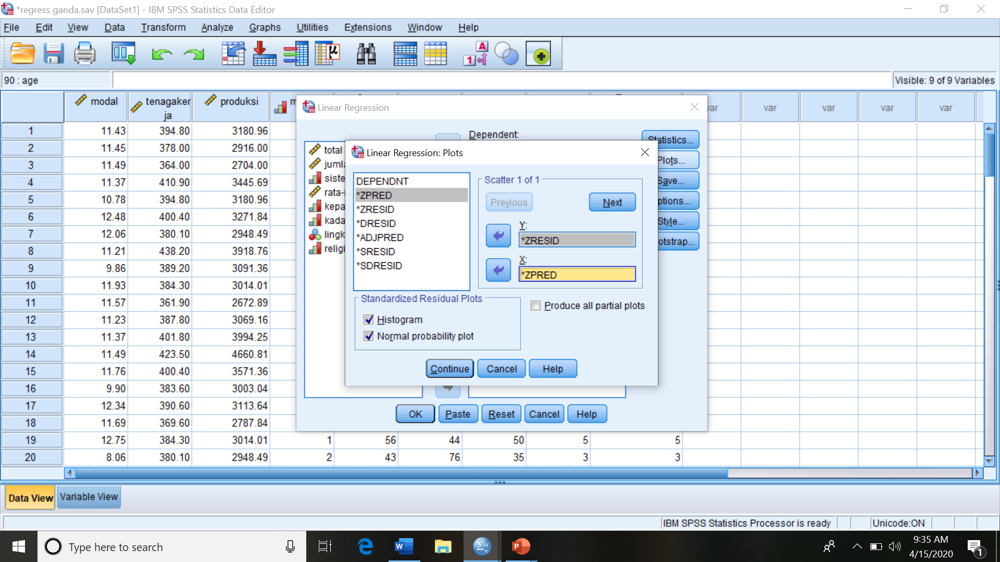 *regress ganda.sav [DataSet1] - IBM SPSS Statistics Data Editor
File Edit View Data Transform Analyze Graphs Utilities Extensions Window Help
90 : age
Visible: 9 of 9 Variables
modal tenagaker produksi m var var var var var
ja
1 11.43 394.80 3180.96
2 11.45 378.00 2916.00
3 11.49 364.00 2704.00
4 11.37 410.90 3445.69
5 10.78 394.80 3180.96
6 12.48 400.40 3271.84
7 12.06 380.10 2948.49
8 11.21 438.20 3918.76
9 9.86 389.20 3091.36
10 11.93 384.30 3014.01
11 11.57 361.90 2672.89
12 11.23 387.80 3069.16
13 11.37 401.80 3994.25
14 11.49 423.50 4660.81
15 11.76 400.40 3571.36
16 9.90 383.60 3003.04
17 12.34 390.60 3113.64
18 11.69 369.60 2787.84
19 12.75 384.30 3014.01 1 56 44 50 5 5
20 8.06 380.10 2948.49 2 43 76 35 3 3
Linear Regression
Dependent:
total
jumla
siste
rata-
kepa
kada
lingk
religi
Statistics...
Plots...
Save...
ptions...
Style...
otstrap...
Linear Regression: Plots
DEPENDNT
*ZPRED
*ZRESID
*DRESID
*ADJPRED
*SRESID
*SDRESID
Scatter 1 of 1
Previous Next
Y:
*ZRESID
X:
*ZPRED
Standardized Residual Plots
Histogram
Normal probability plot
Produce all partial plots
Continue Cancel Help
OK Paste Reset Cancel Help
Data View Variable View
IBM SPSS Statistics Processor is ready Unicode:ON
Type here to search
9:35 AM
4/15/2020
1